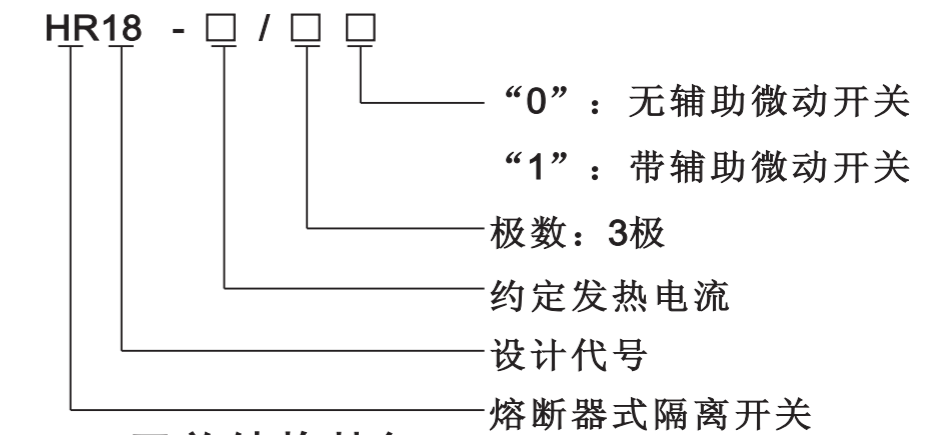 HR18 - □ / □ □
“0”：无辅助微动开关
“1”：带辅助微动开关
极数：3极
约定发热电流
设计代号
熔断器式隔离开关